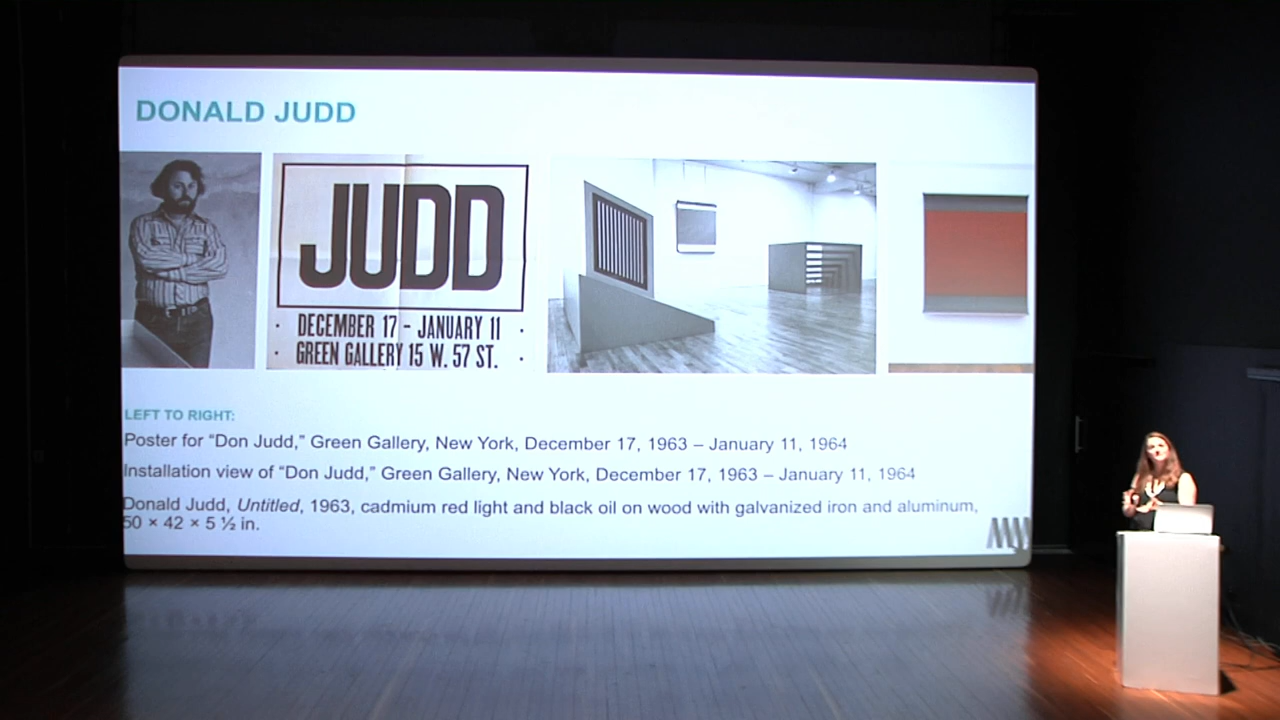 DONALD JUDD
JUDD
· DECEMBER 17 - JANUARY 11 ·
· GREEN GALLERY 15 W. 57 ST. ·
LEFT TO RIGHT:
Poster for “Don Judd,” Green Gallery, New York, December 17, 1963 – January 11, 1964
Installation view of “Don Judd,” Green Gallery, New York, December 17, 1963 – January 11, 1964
Donald Judd, Untitled, 1963, cadmium red light and black oil on wood with galvanized iron and aluminum,
50 × 42 × 5 ½ in.